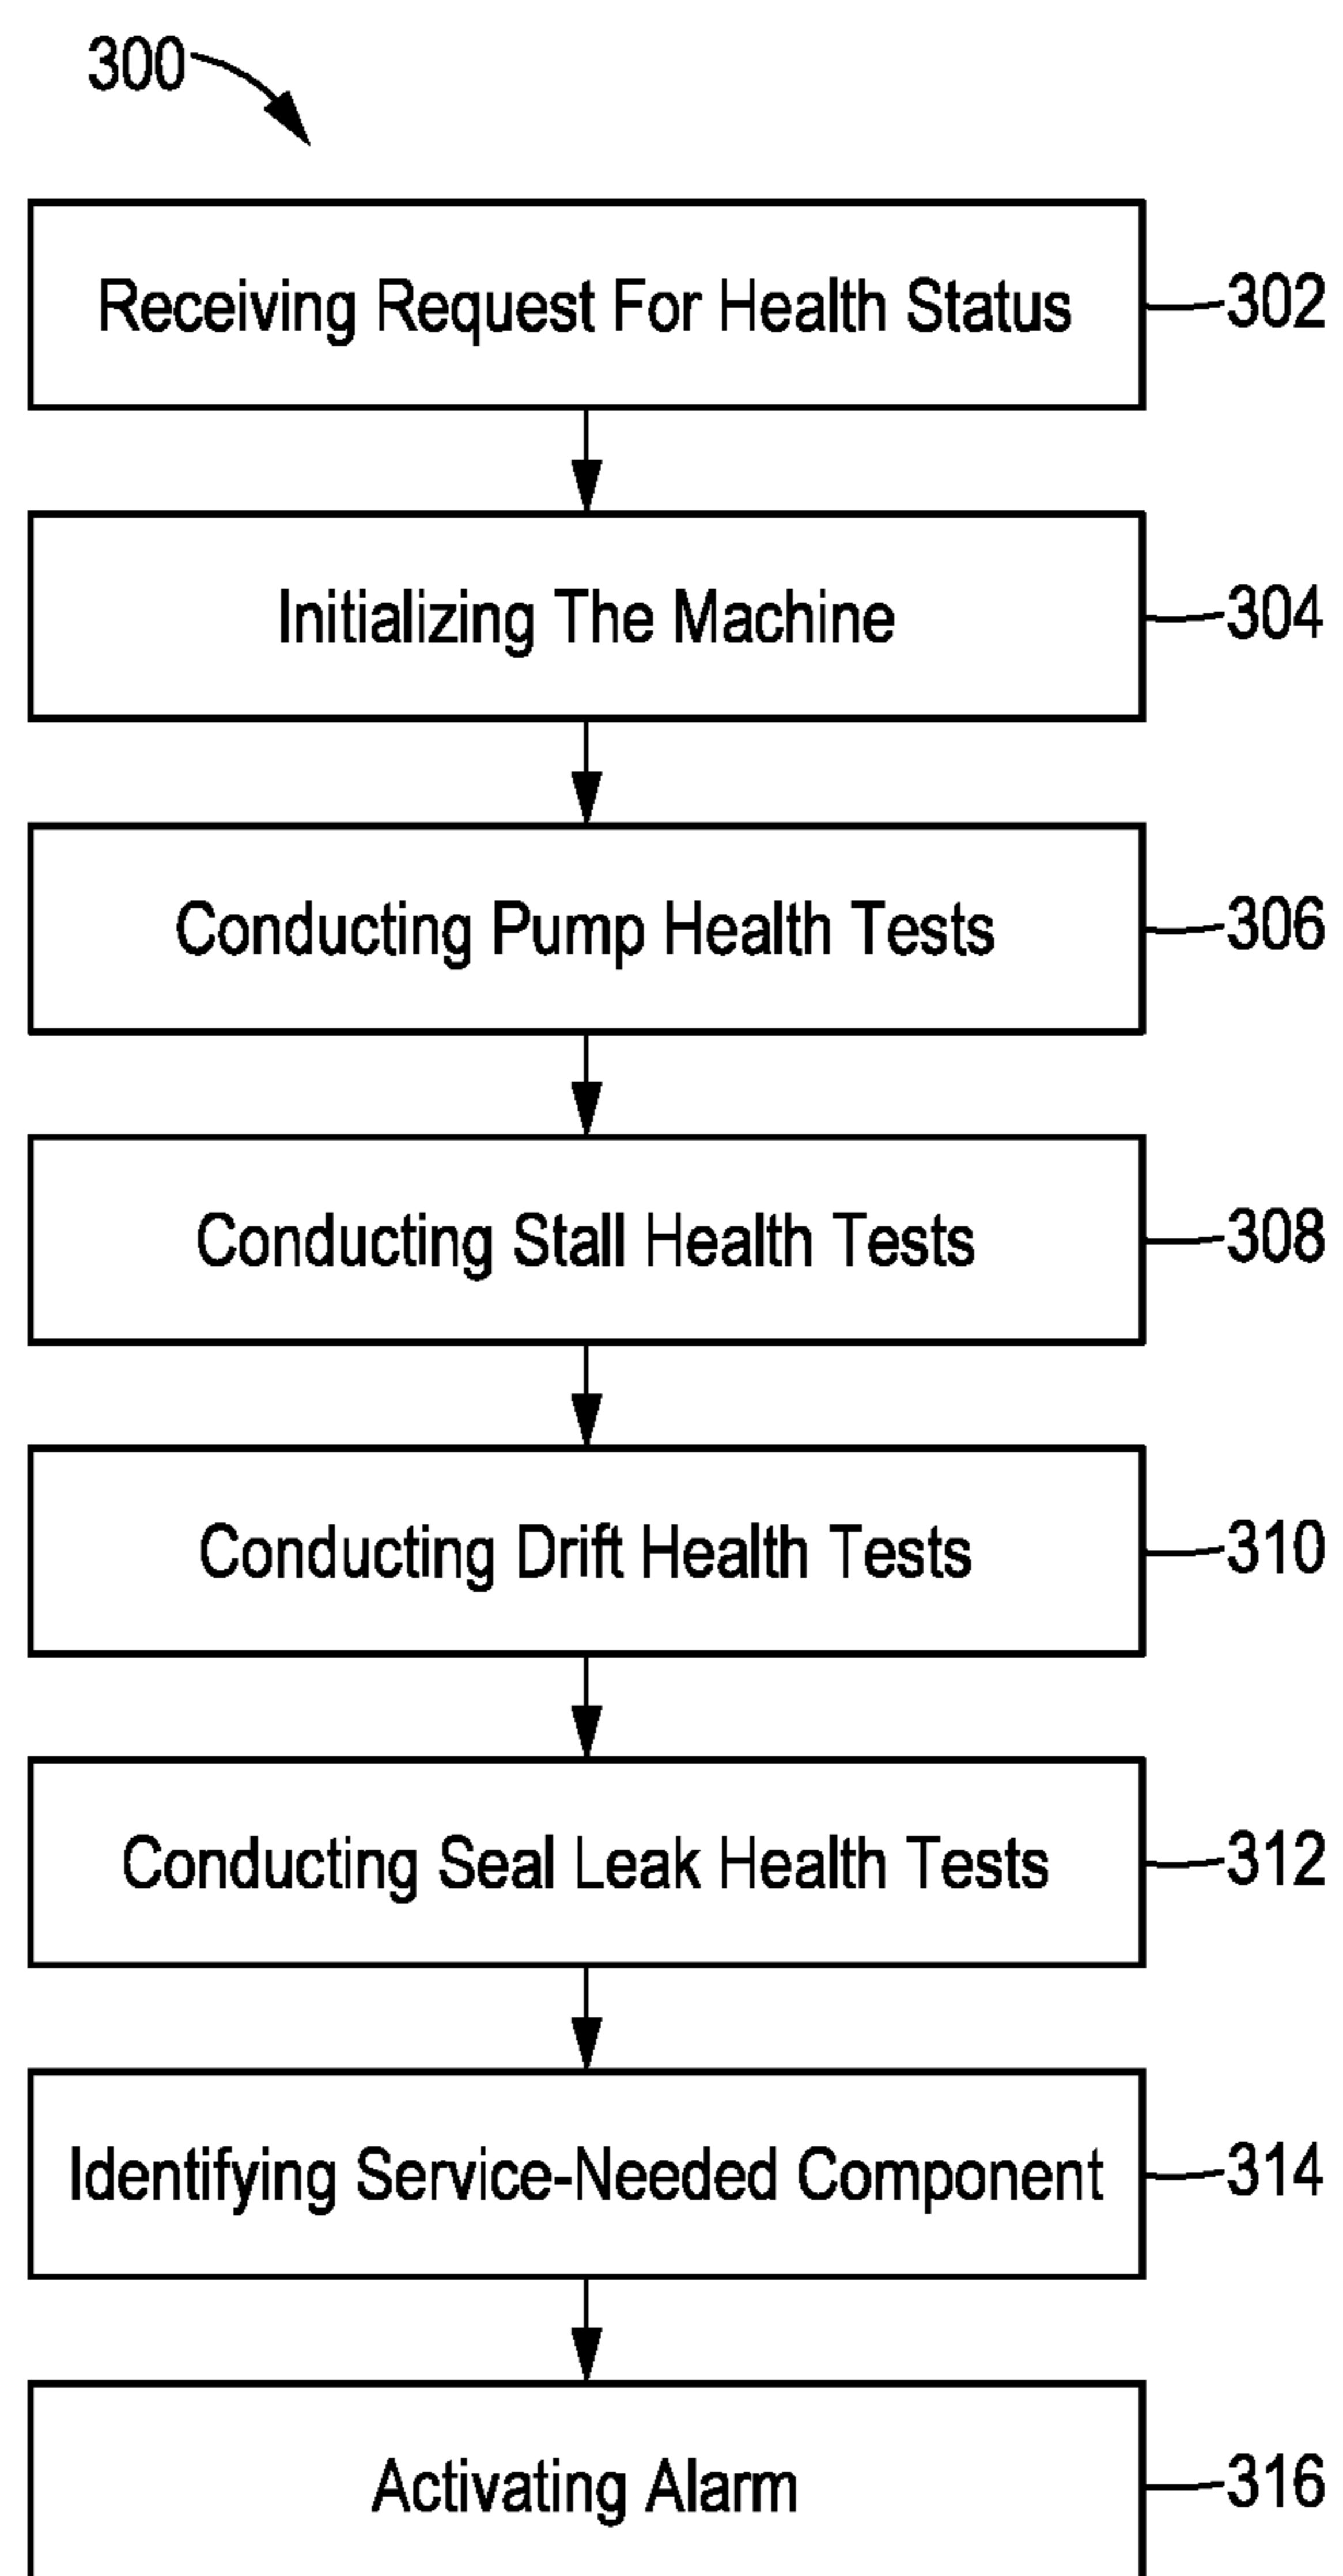 300
Receiving Request For Health Status
302
Initializing The Machine
304
Conducting Pump Health Tests
306
Conducting Stall Health Tests
308
Conducting Drift Health Tests
310
Conducting Seal Leak Health Tests
312
Identifying Service-Needed Component
314
Activating Alarm
316